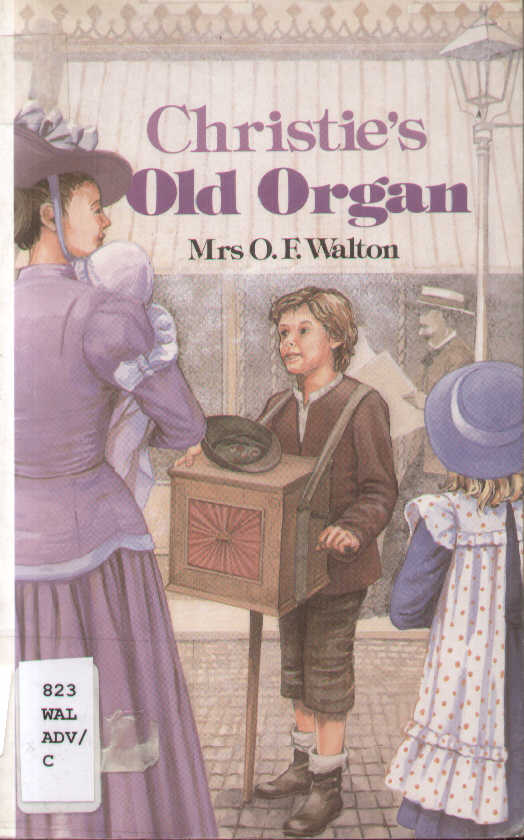 Christie's
Old Organ
Mrs O. F. Walton
823
WAL
ADV/
C